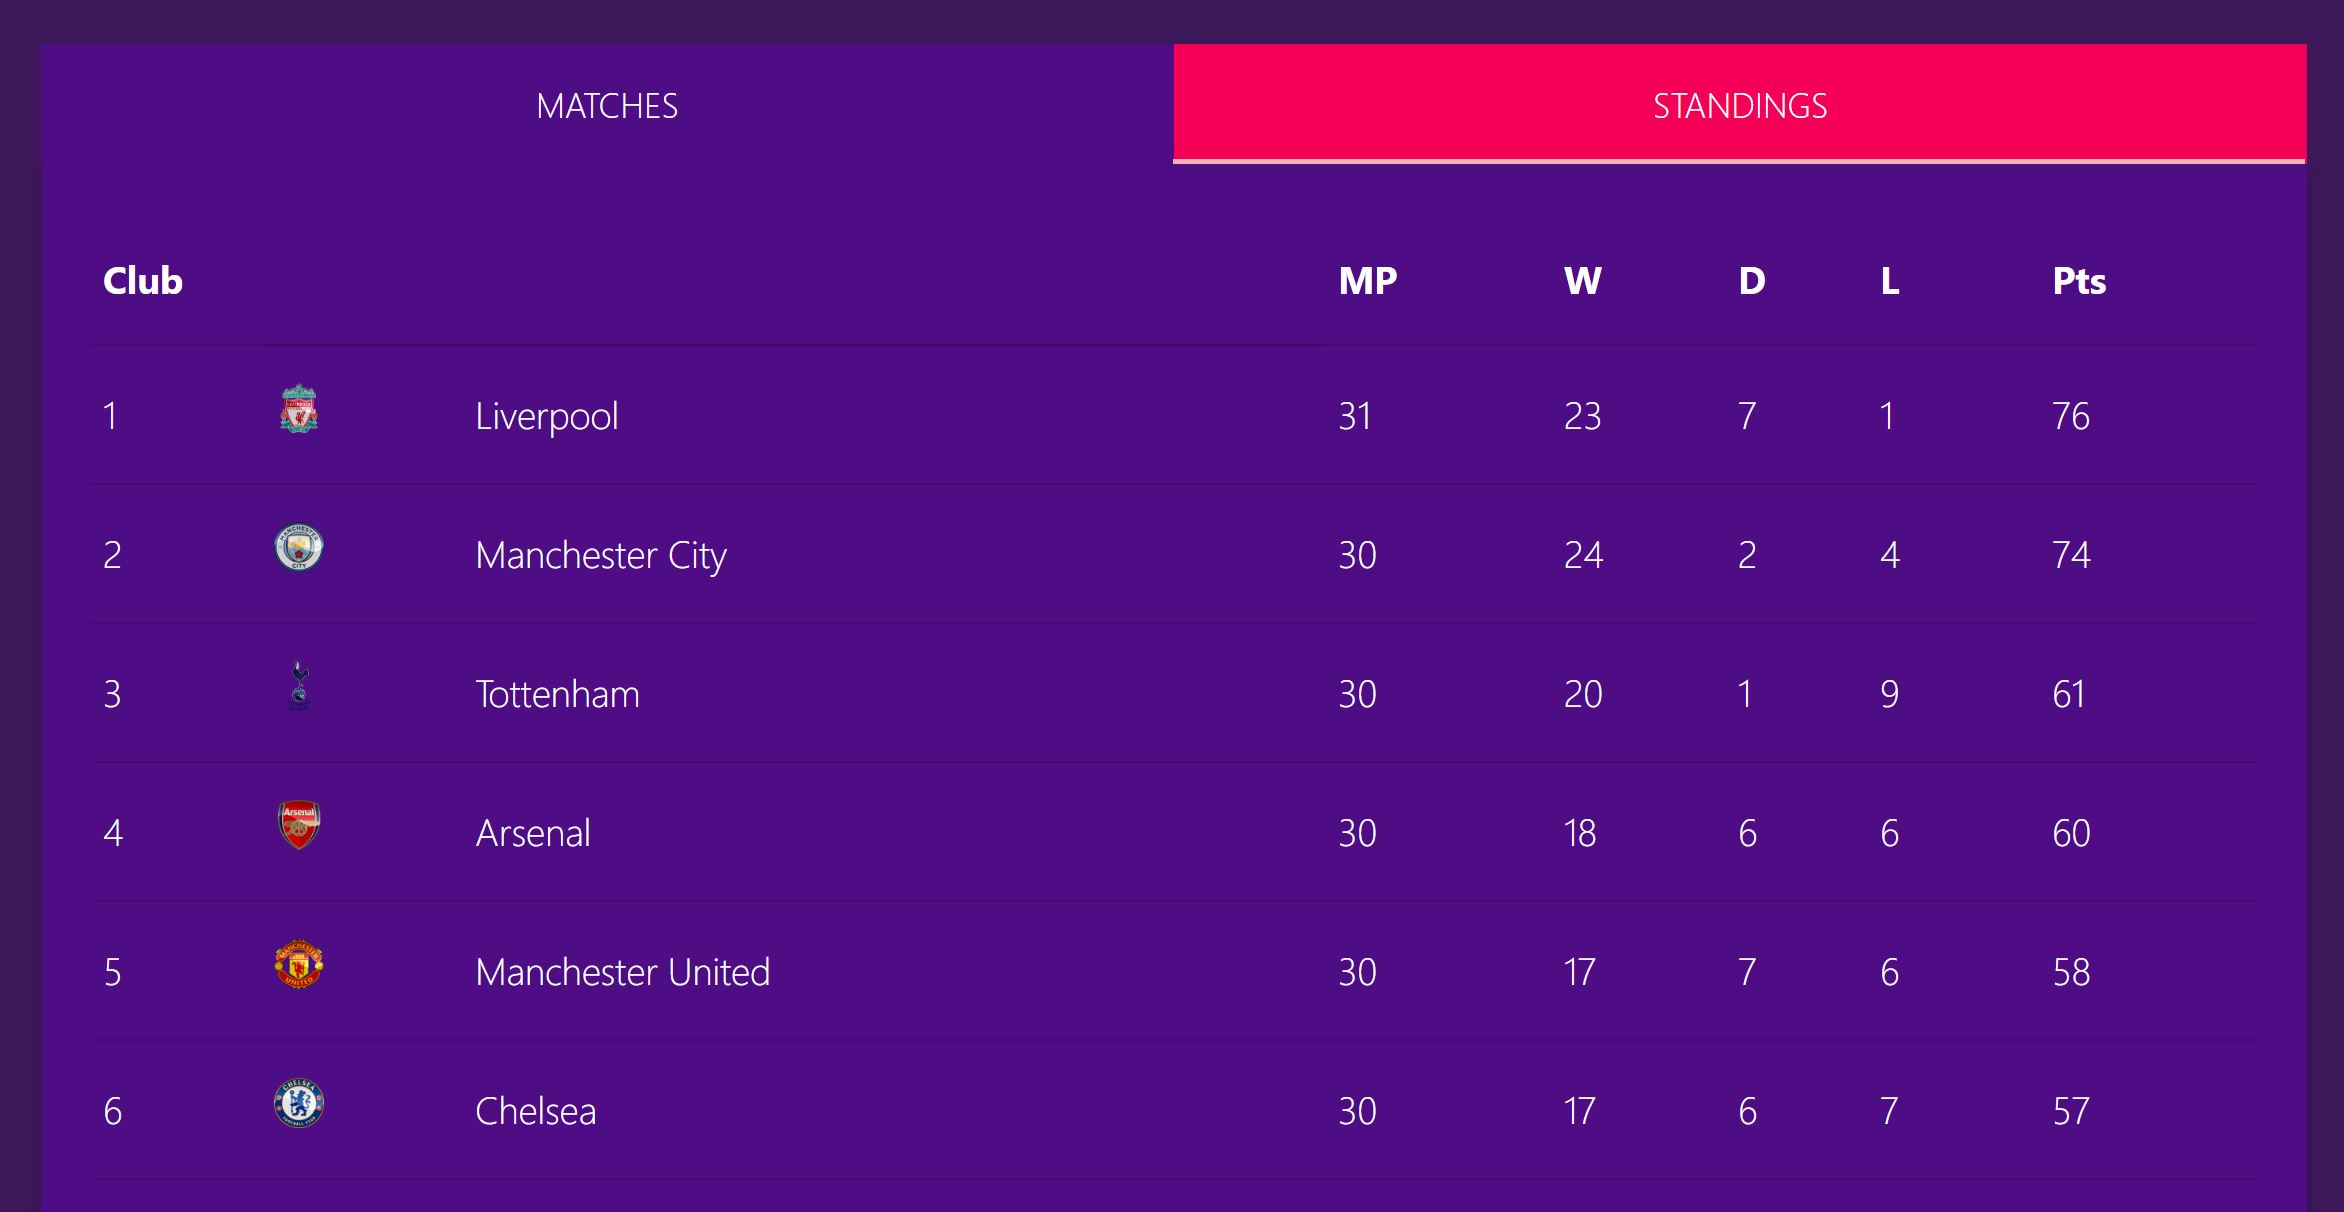 MATCHES STANDINGS
Club MP W D L Pts
1 Liverpool 31 23 7 1 76
2 Manchester City 30 24 2 4 74
3 Tottenham 30 20 1 9 61
4 Arsenal 30 18 6 6 60
5 Manchester United 30 17 7 6 58
6 Chelsea 30 17 6 7 57